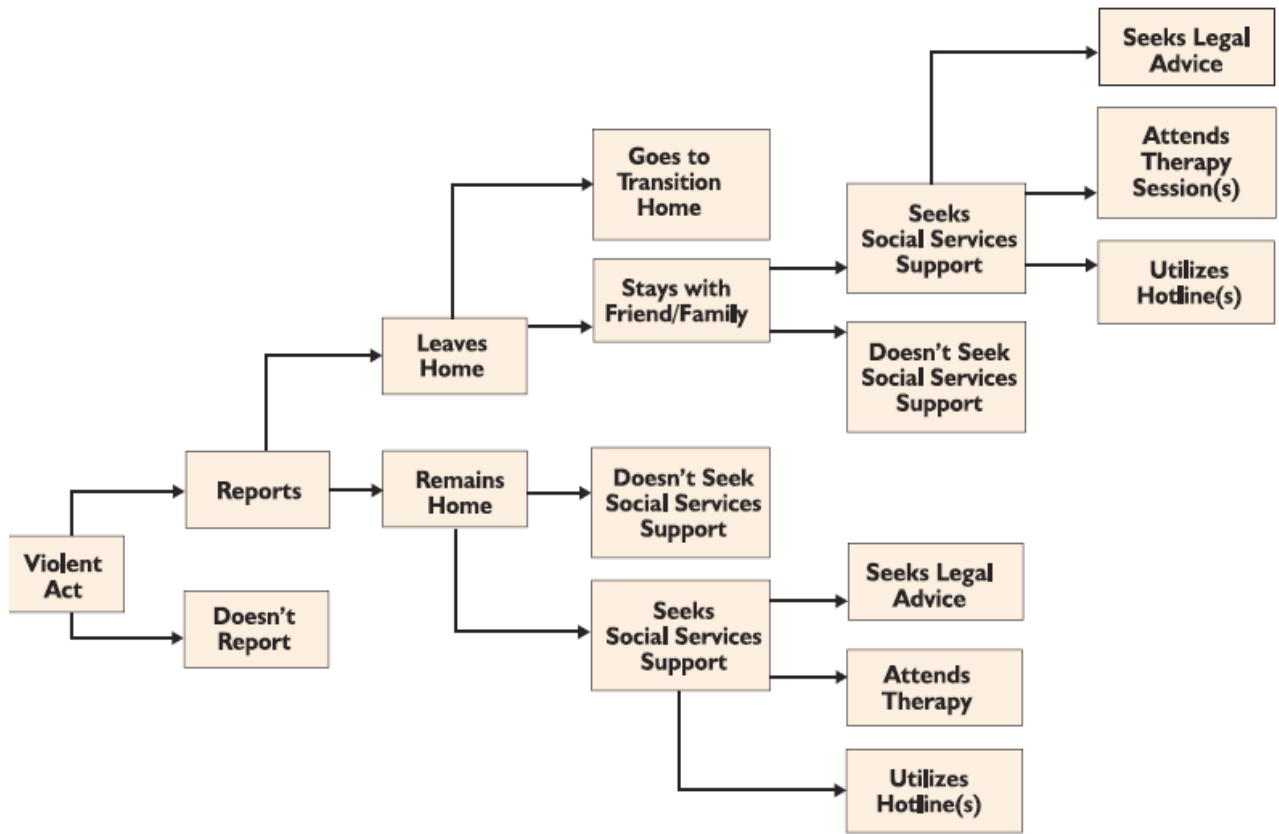 Seeks Legal
Advice
Attends
Therapy
Session(s)
Utilizes
Hotline(s)
Goes to
Transition
Home
Seeks
Social Services
Support
Stays with
Friend/Family
Doesn't Seek
Social Services
Support
Leaves
Home
Reports
Remains
Home
Doesn't Seek
Social Services
Support
Violent
Act
Doesn't
Report
Seeks
Social Services
Support
Seeks Legal
Advice
Attends
Therapy
Utilizes
Hotline(s)